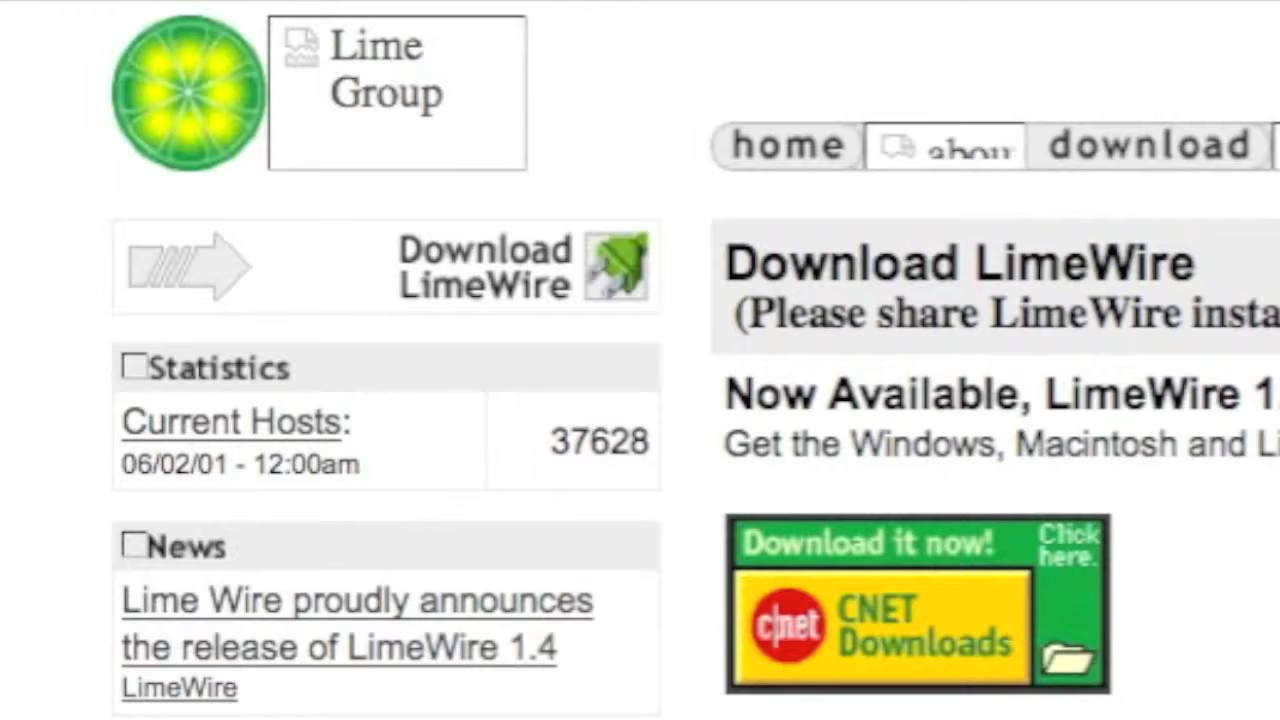 Lime
Group
home
download
Download
LimeWire
Statistics
Current Hosts:
06/02/01 - 12:00am
37628
News
Lime Wire proudly announces
the release of LimeWire 1.4
LimeWire
Download LimeWire
(Please share LimeWire insta
Now Available, LimeWire 1.
Get the Windows, Macintosh and Li
Download it now!
Click
here.
c|net
CNET
Downloads